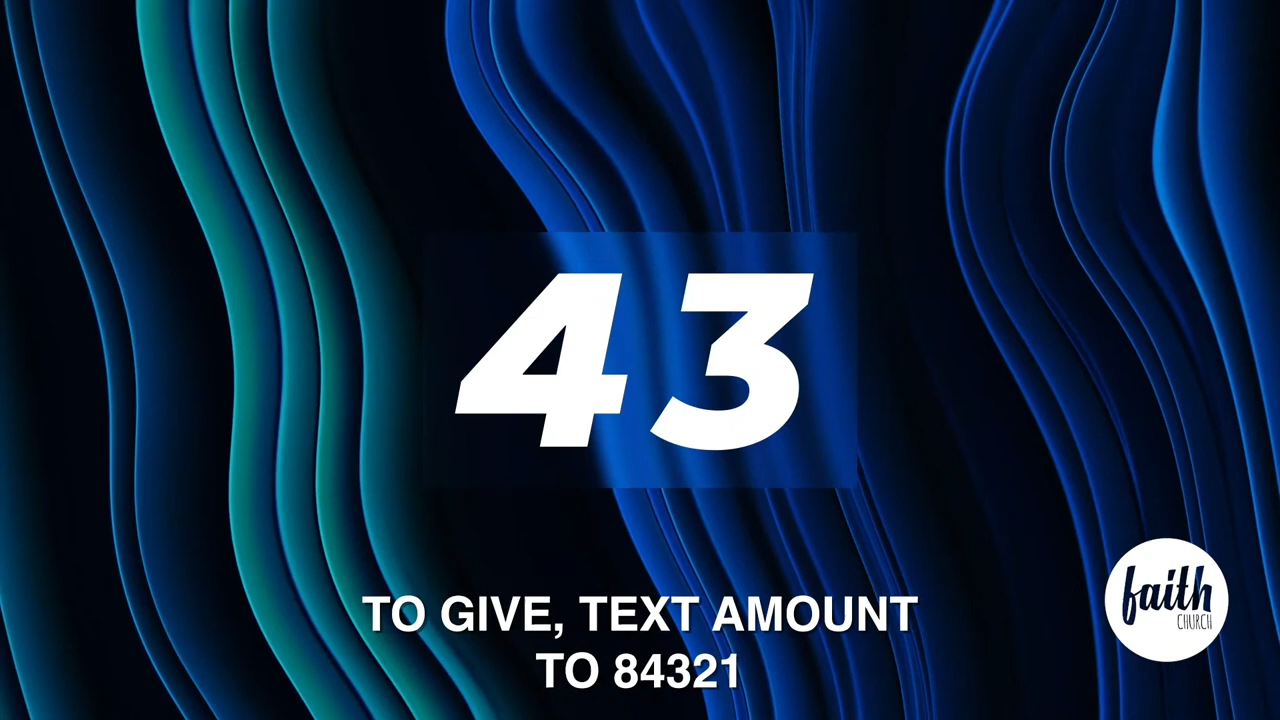 43
TO GIVE, TEXT AMOUNT
TO 84321
faith
CHURCH